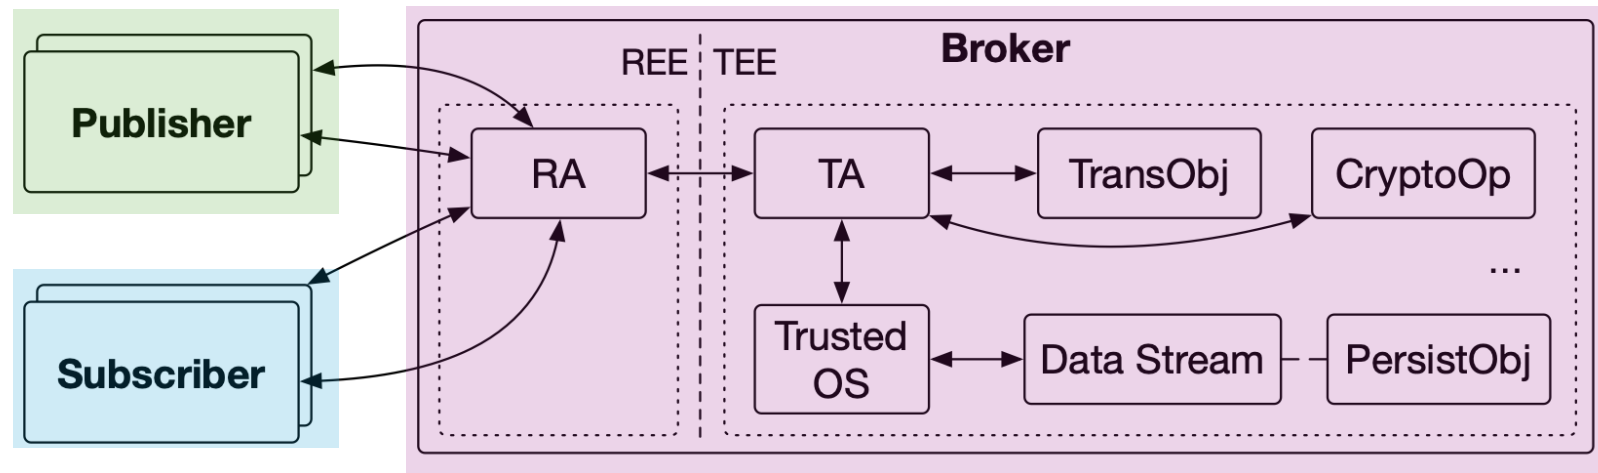 Broker
REE
TEE
Publisher
RA
TA
TransObj
CryptoOp
...
Subscriber
Trusted
OS
Data Stream
PersistObj